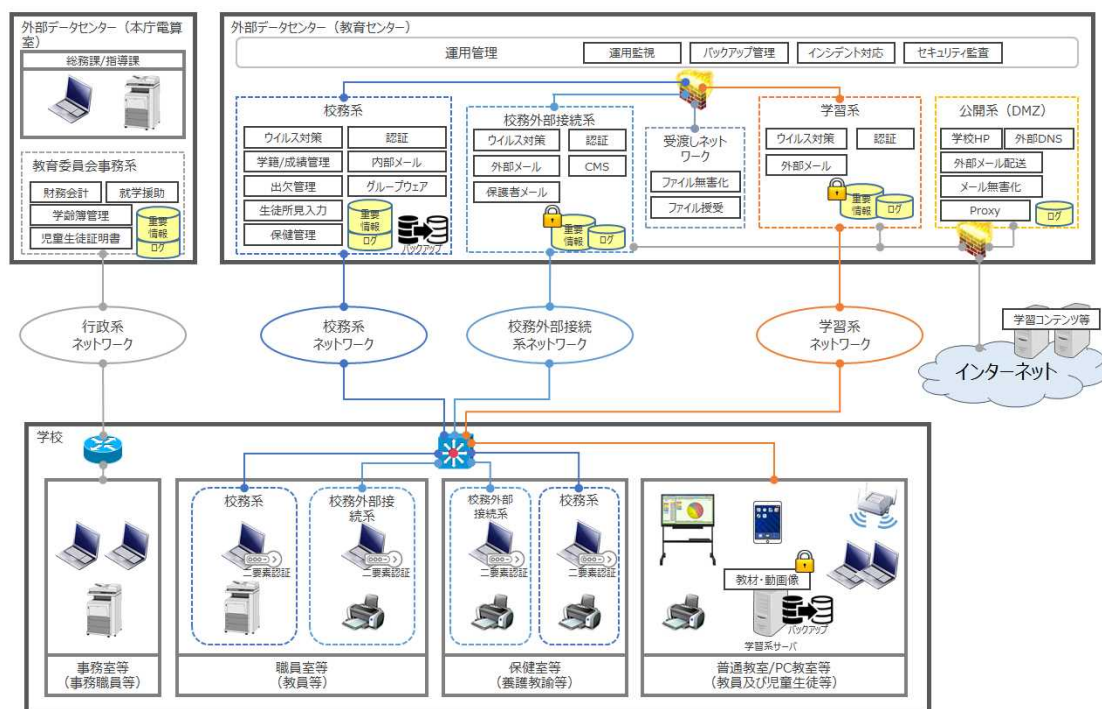 外部データセンター（本庁電算
室）
総務課/指導課
教育委員会事務系
財務会計
就学援助
学齢簿管理
児童生徒証明書
重要
情報
ログ
外部データセンター（教育センター）
運用管理
運用監視
バックアップ管理
インシデント対応
セキュリティ監査
校務系
ウイルス対策
認証
学籍/成績管理
内部メール
出欠管理
グループウェア
生徒所見入力
保健管理
重要
情報
ログ
バックアップ
校務外部接続系
ウイルス対策
認証
外部メール
CMS
保護者メール
重要
情報
ログ
受渡しネット
ワーク
ファイル無害化
ファイル授受
学習系
ウイルス対策
認証
外部メール
重要
情報
ログ
公開系（DMZ）
学校HP
外部DNS
外部メール配送
メール無害化
Proxy
ログ
行政系
ネットワーク
校務系
ネットワーク
校務外部接続
系ネットワーク
学習系
ネットワーク
学習コンテンツ等
インターネット
学校
校務系
二要素認証
校務外部接
続系
二要素認証
校務外部
接続系
二要素認証
校務系
二要素認証
教材・動画像
バックアップ
学習系サーバ
事務室等
（事務職員等）
職員室等
（教員等）
保健室等
（養護教諭等）
普通教室/PC教室等
（教員及び児童生徒等）